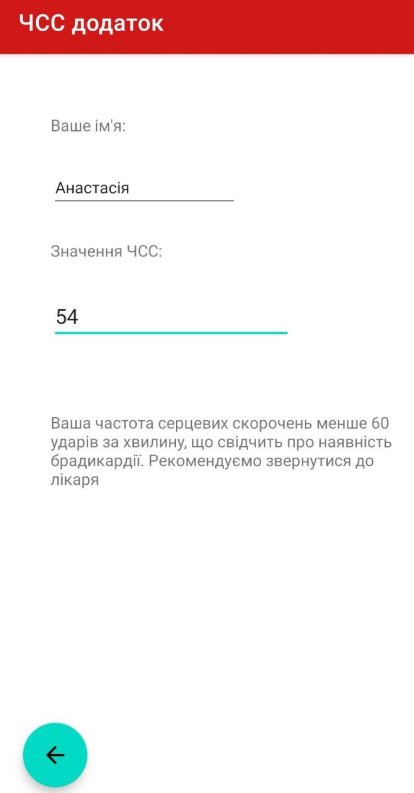 ЧСС додаток
Ваше ім'я:
Анастасія
Значення ЧСС:
54
Ваша частота серцевих скорочень менше 60
ударів за хвилину, що свідчить про наявність
брадикардії. Рекомендуємо звернутися до
лікаря